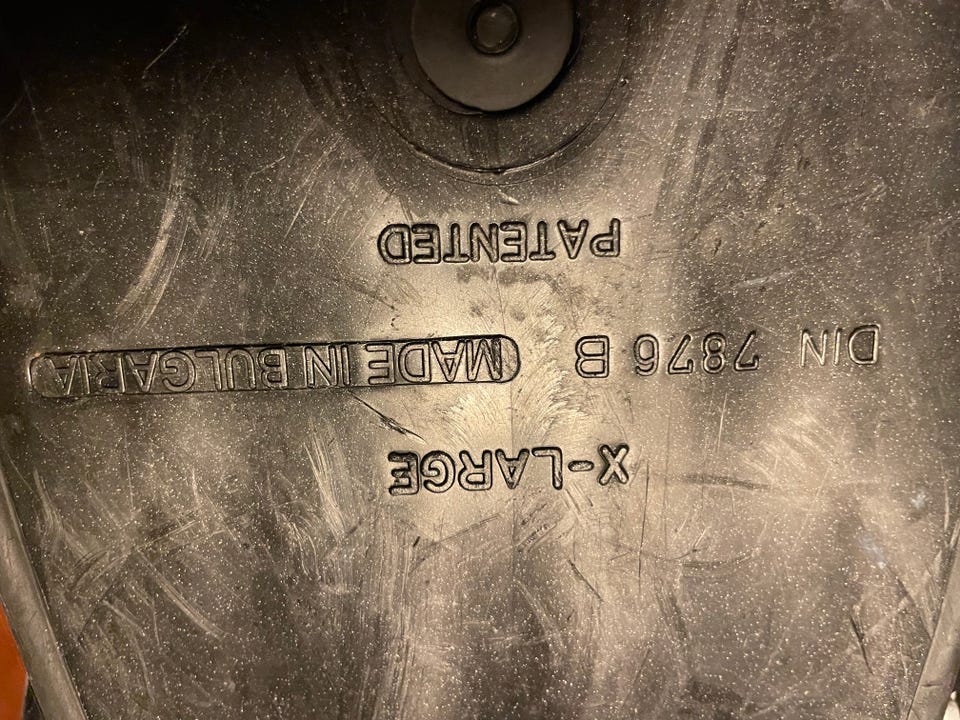 X-LARGE
DIN 7876 B MADE IN BULGARIA
PATENTED